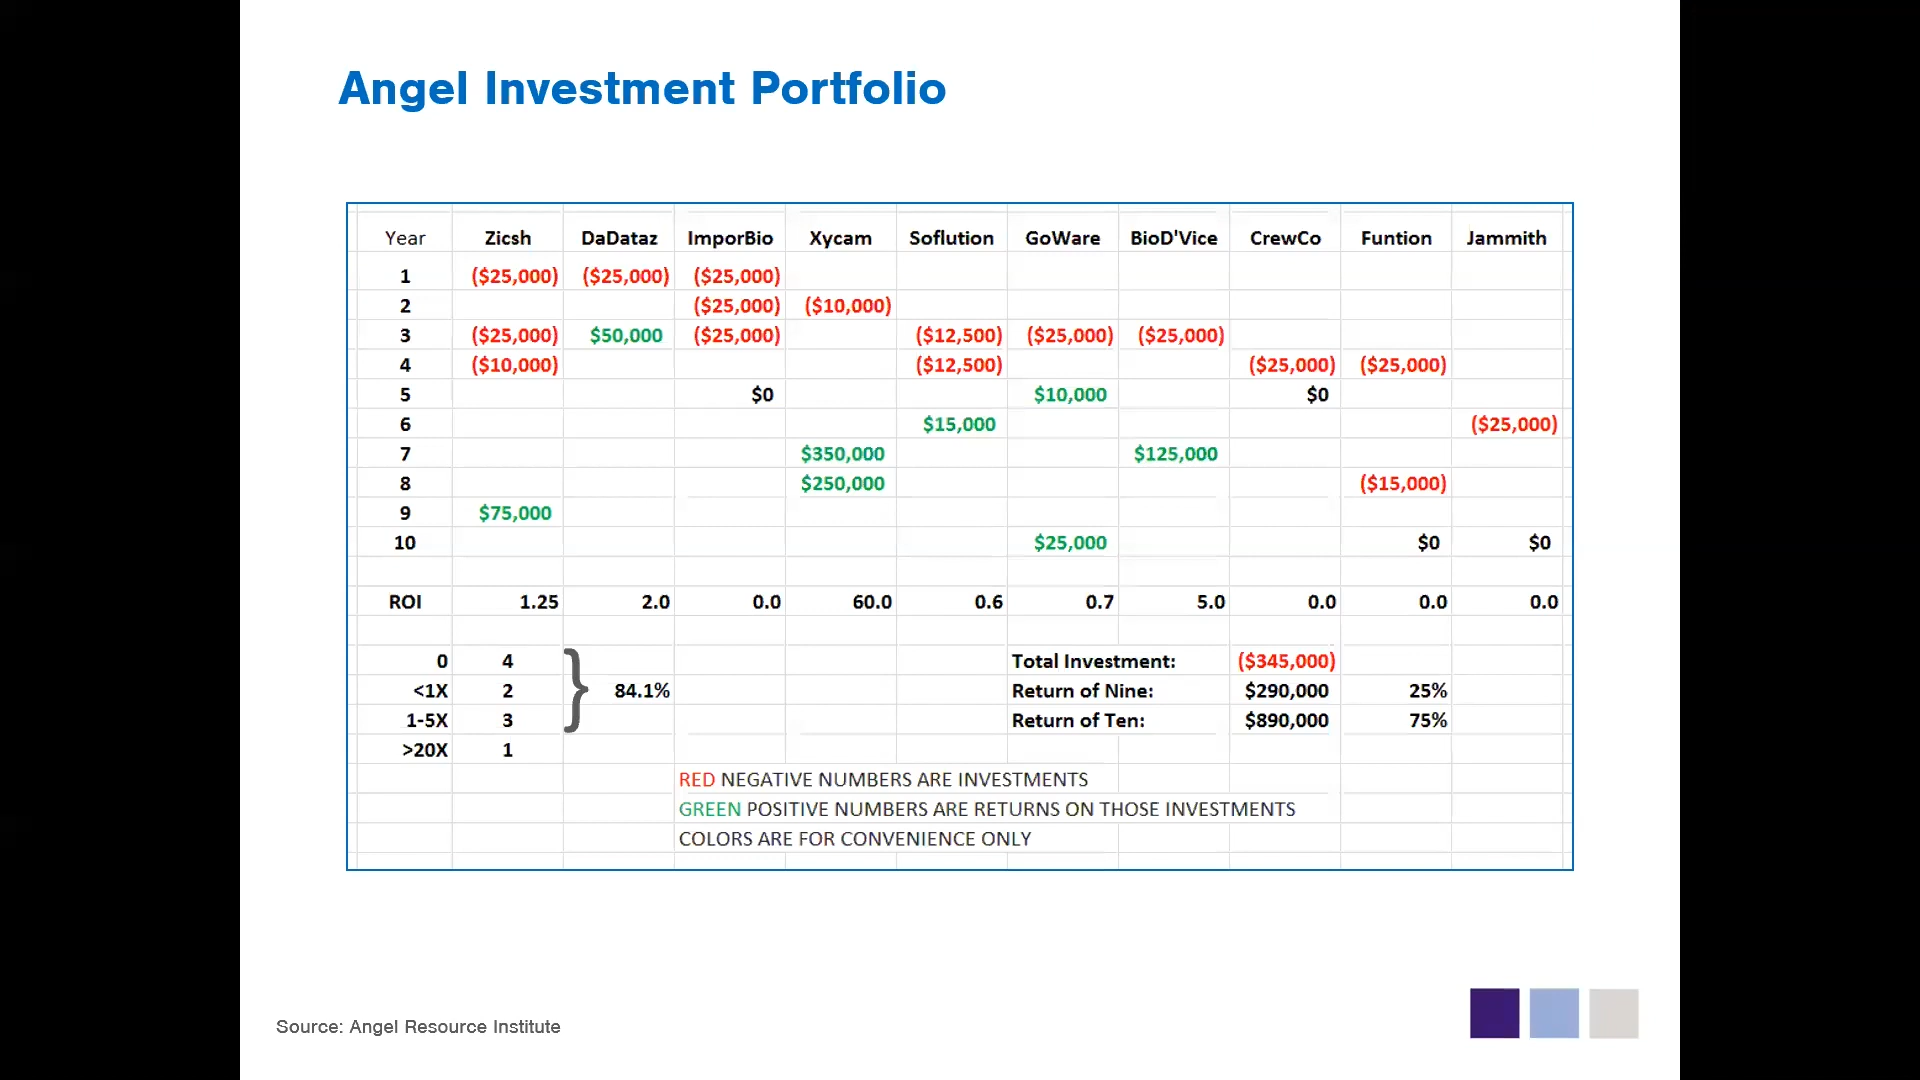 Angel Investment Portfolio
Year Zicsh DaDataz ImporBio Xycam Soflution GoWare BioD'Vice CrewCo Funtion Jammith
1 ($25,000) ($25,000) ($25,000)
2 ($25,000) ($10,000)
3 ($25,000) $50,000 ($25,000) ($12,500) ($25,000) ($25,000)
4 ($10,000) ($12,500) ($25,000) ($25,000)
5 $0 $10,000 $0
6 $15,000 ($25,000)
7 $350,000 $125,000
8 $250,000 ($15,000)
9 $75,000
10 $25,000 $0 $0
ROI 1.25 2.0 0.0 60.0 0.6 0.7 5.0 0.0 0.0 0.0
0 4 Total Investment: ($345,000)
<1X 2 } 84.1% Return of Nine: $290,000 25%
1-5X 3 Return of Ten: $890,000 75%
>20X 1
RED NEGATIVE NUMBERS ARE INVESTMENTS
GREEN POSITIVE NUMBERS ARE RETURNS ON THOSE INVESTMENTS
COLORS ARE FOR CONVENIENCE ONLY
Source: Angel Resource Institute